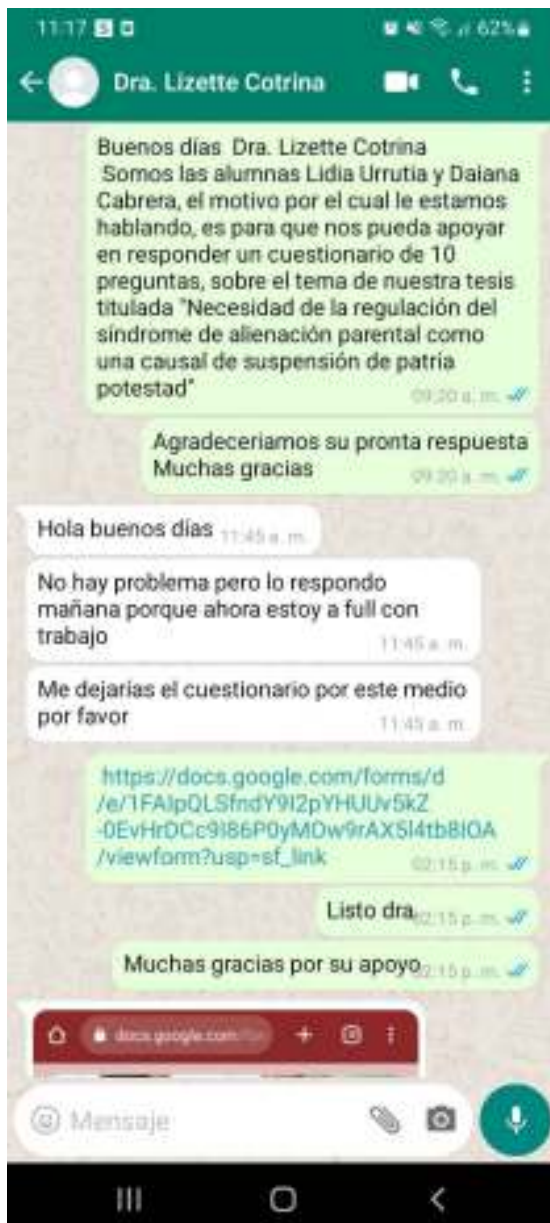 11:17
62%
Dra. Lizette Cotrina
Buenos días Dra. Lizette Cotrina
Somos las alumnas Lidia Urrutia y Daiana
Cabrera, el motivo por el cual le estamos
hablando, es para que nos pueda apoyar
en responder un cuestionario de 10
preguntas, sobre el tema de nuestra tesis
titulada "Necesidad de la regulación del
síndrome de alienación parental como
una causal de suspensión de patria
potestad"
09:20 a. m.
Agradeceriamos su pronta respuesta
Muchas gracias
09:20 a. m.
Hola buenos días 11:45 a. m.
No hay problema pero lo respondo
mañana porque ahora estoy a full con
trabajo
11:45 a. m.
Me dejarías el cuestionario por este medio
por favor
11:45 a. m.
https://docs.google.com/forms/d
/viewform?usp=sf_link
02:15 p. m.
Listo dra 02:15 p. m.
Muchas gracias por su apoyo 02:15 p. m.
docs.google.com
Mensaje